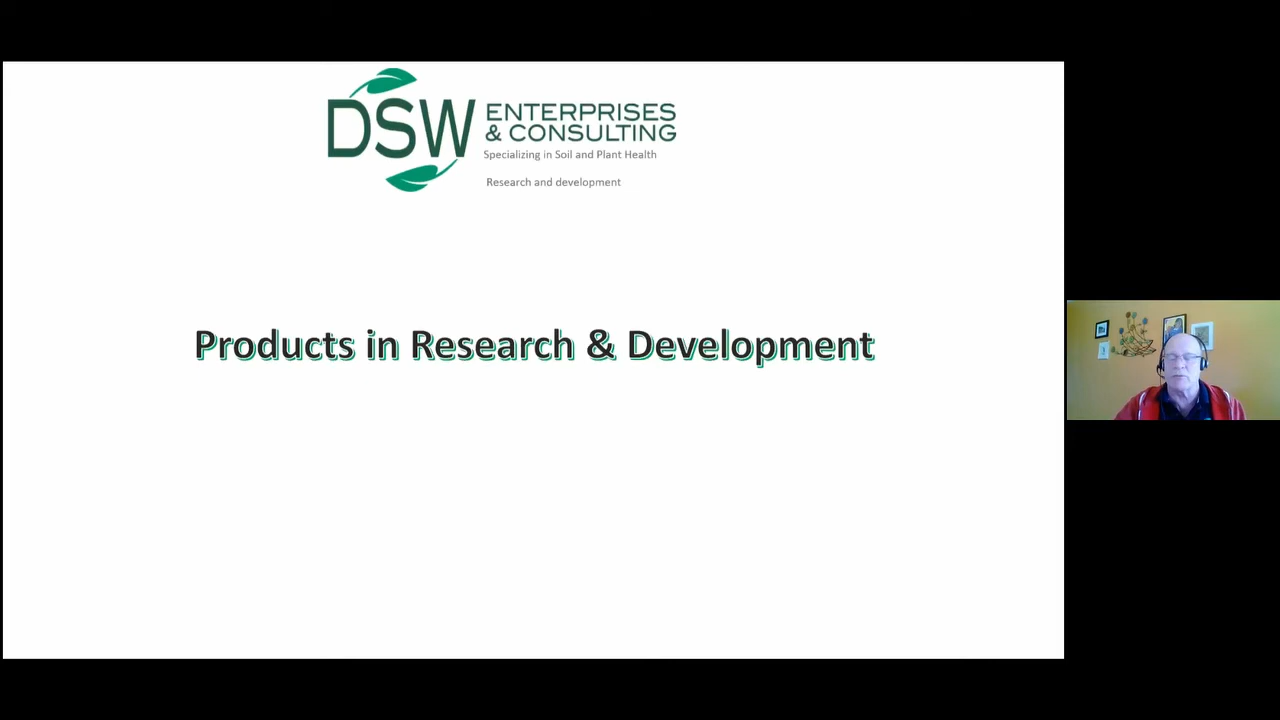 DSW
ENTERPRISES
& CONSULTING
Specializing in Soil and Plant Health
Research and development
Products in Research & Development